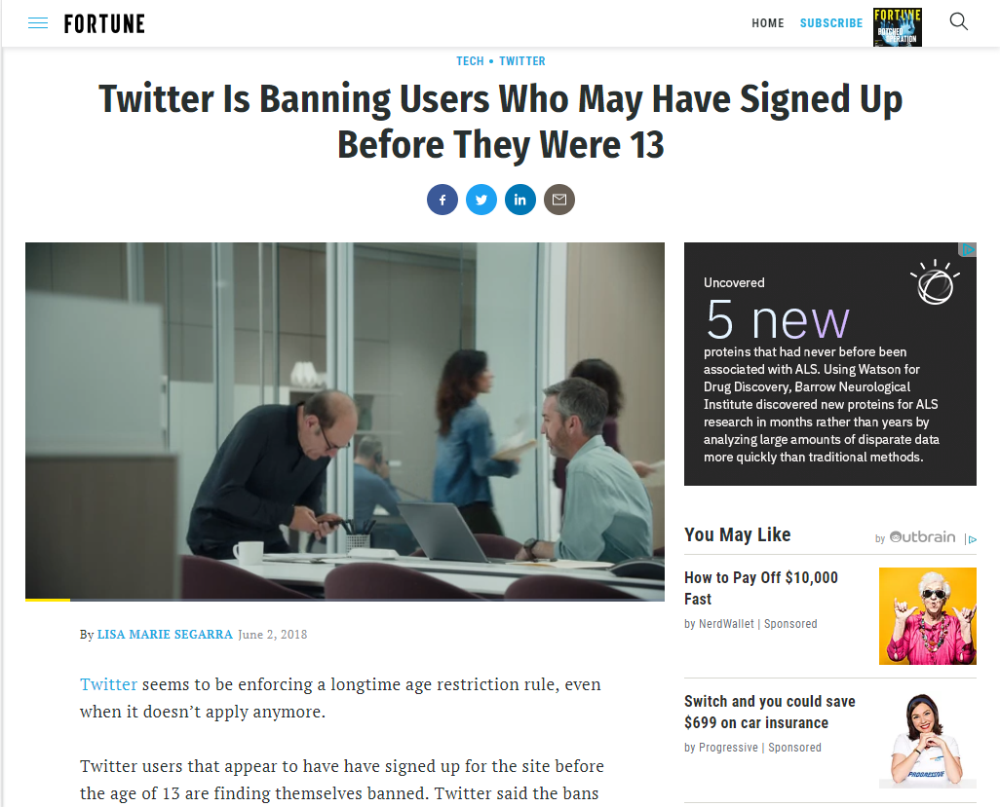 FORTUNE
HOME
SUBSCRIBE
FORTUNE
BOTCHED
OPERATION
TECH • TWITTER
Twitter Is Banning Users Who May Have Signed Up
Before They Were 13
Uncovered
5 new
proteins that had never before been
associated with ALS. Using Watson for
Drug Discovery, Barrow Neurological
Institute discovered new proteins for ALS
research in months rather than years by
analyzing large amounts of disparate data
more quickly than traditional methods.
You May Like
by Outbrain
How to Pay Off $10,000
Fast
by NerdWallet | Sponsored
By LISA MARIE SEGARRA June 2, 2018
Twitter seems to be enforcing a longtime age restriction rule, even
when it doesn’t apply anymore.
Switch and you could save
$699 on car insurance
by Progressive | Sponsored
PROGRESSIVE
Twitter users that appear to have have signed up for the site before
the age of 13 are finding themselves banned. Twitter said the bans